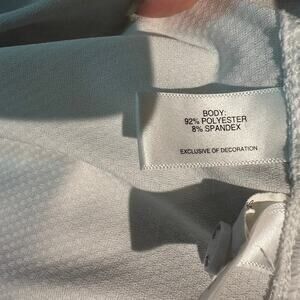 BODY:
92% POLYESTER
8% SPANDEX
EXCLUSIVE OF DECORATION